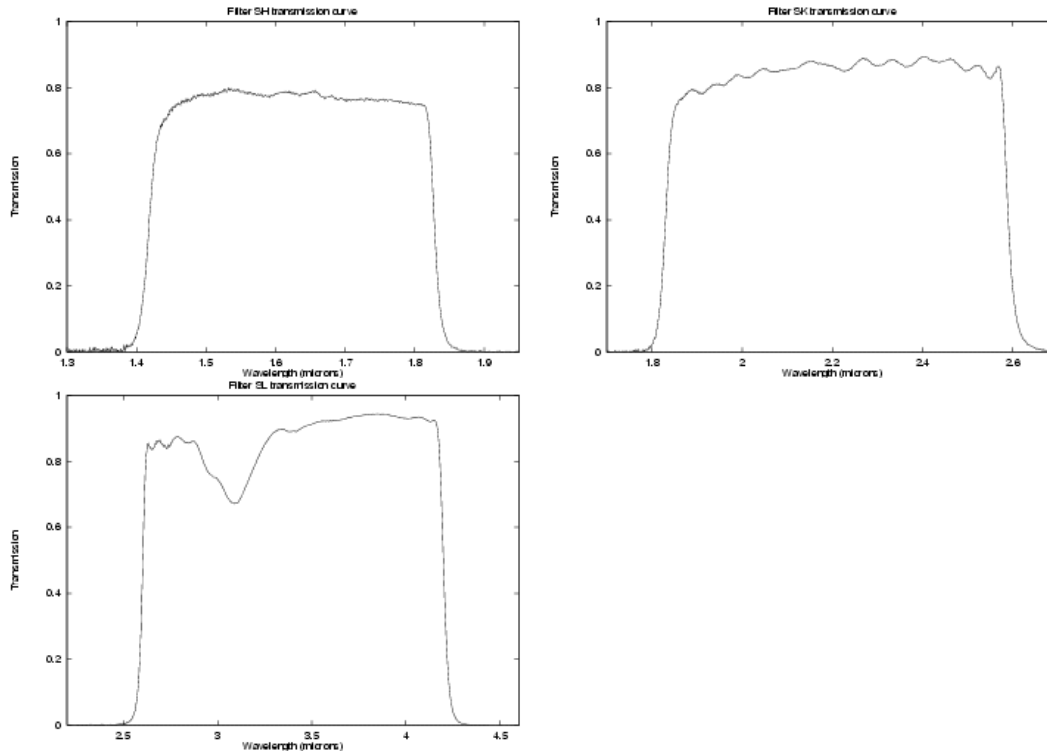 Filter SH transmission curve
1
0.8
0.6
0.4
0.2
0
Transmission
1.3 1.4 1.5 1.6 1.7 1.8 1.9
Wavelength (microns)
Filter SK transmission curve
1
0.8
0.6
0.4
0.2
0
Transmission
1.8 2 2.2 2.4 2.6
Wavelength (microns)
Filter SL transmission curve
1
0.8
0.6
0.4
0.2
0
Transmission
2.5 3 3.5 4 4.5
Wavelength (microns)